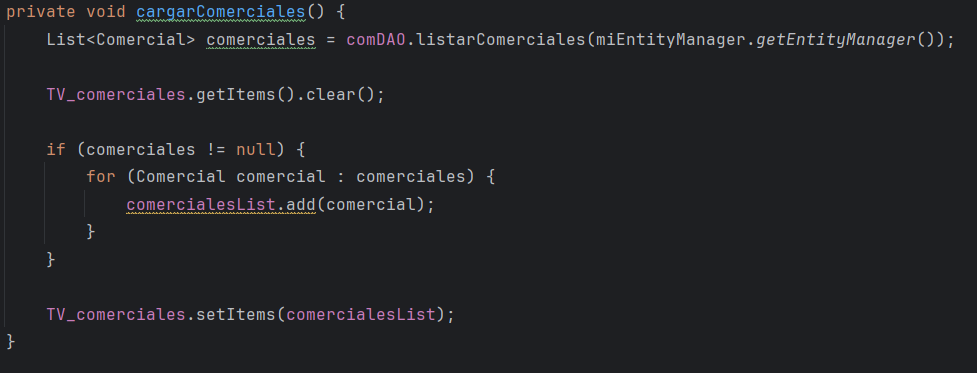 private void cargarComerciales() {
List<Comercial> comerciales = comDAO.listarComerciales(miEntityManager.getEntityManager());
TV_comerciales.getItems().clear();
if (comerciales != null) {
for (Comercial comercial : comerciales) {
comercialesList.add(comercial);
}
}
TV_comerciales.setItems(comercialesList);
}